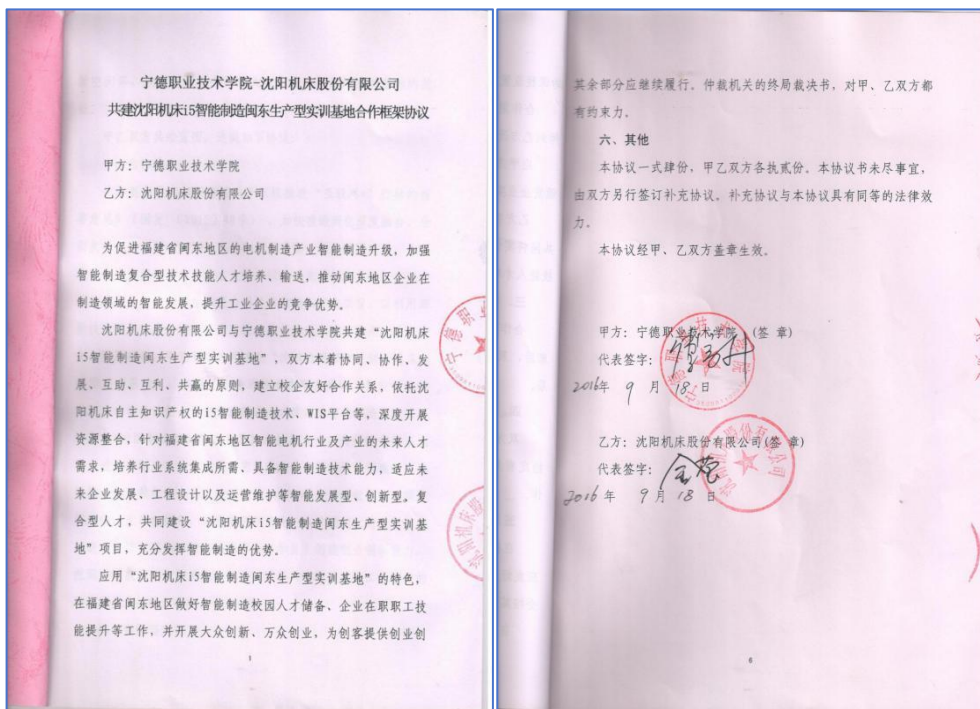 宁德职业技术学院-沈阳机床股份有限公司
共建沈阳机床i5智能制造闽东生产型实训基地合作框架协议
甲方：宁德职业技术学院
乙方：沈阳机床股份有限公司
为促进福建省闽东地区的电机制造产业智能制造升级，加强
智能制造复合型技术技能人才培养、输送，推动闽东地区企业在
制造领域的智能发展，提升工业企业的竞争优势。
沈阳机床股份有限公司与宁德职业技术学院共建“沈阳机床
i5智能制造闽东生产型实训基地”，双方本着协同、协作、发
展、互动、互利、共赢的原则，建立校企友好合作关系，依托沈
阳机床自主知识产权的i5智能制造技术、WIS平台等，深度开展
资源整合，针对福建省闽东地区智能电机行业及产业的未来人才
需求，培养行业系统集成所需，具备智能制造技术能力，适应未
来企业发展、工程设计以及运营维护等智能发展型、创新型，复
合型人才，共同建设“沈阳机床i5智能制造闽东生产型实训基
地”项目，充分发挥智能制造的优势。
应用“沈阳机床i5智能制造闽东生产型实训基地”的特色，
在福建省闽东地区做好智能制造校园人才储备、企业在职职工技
能提升等工作，并开展大众创新、万众创业，为创客提供创业创
1
其余部分应继续履行。仲裁机关的终局裁决书，对甲、乙双方都
有约束力。
六、其他
本协议一式肆份，甲乙双方各执贰份。本协议书未尽事宜，
由双方另行签订补充协议。补充协议与本协议具有同等的法律效
力。
本协议经甲、乙双方盖章生效。
甲方：宁德职业技术学院 （签 章）
代表签字：
2016年 9 月 18 日
乙方：沈阳机床股份有限公司（签 章）
代表签字：
2016 年 9 月 18 日
6